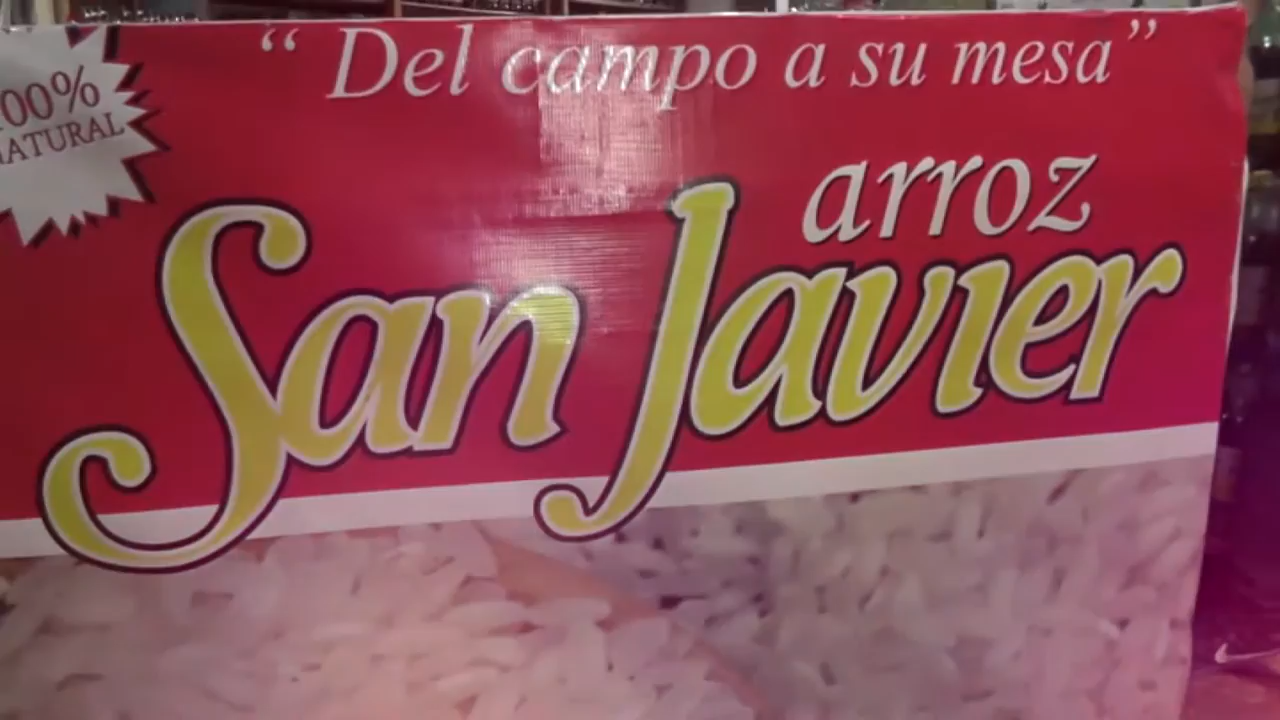 “ Del campo a su mesa ”
00%
NATURAL
arroz
San Javier